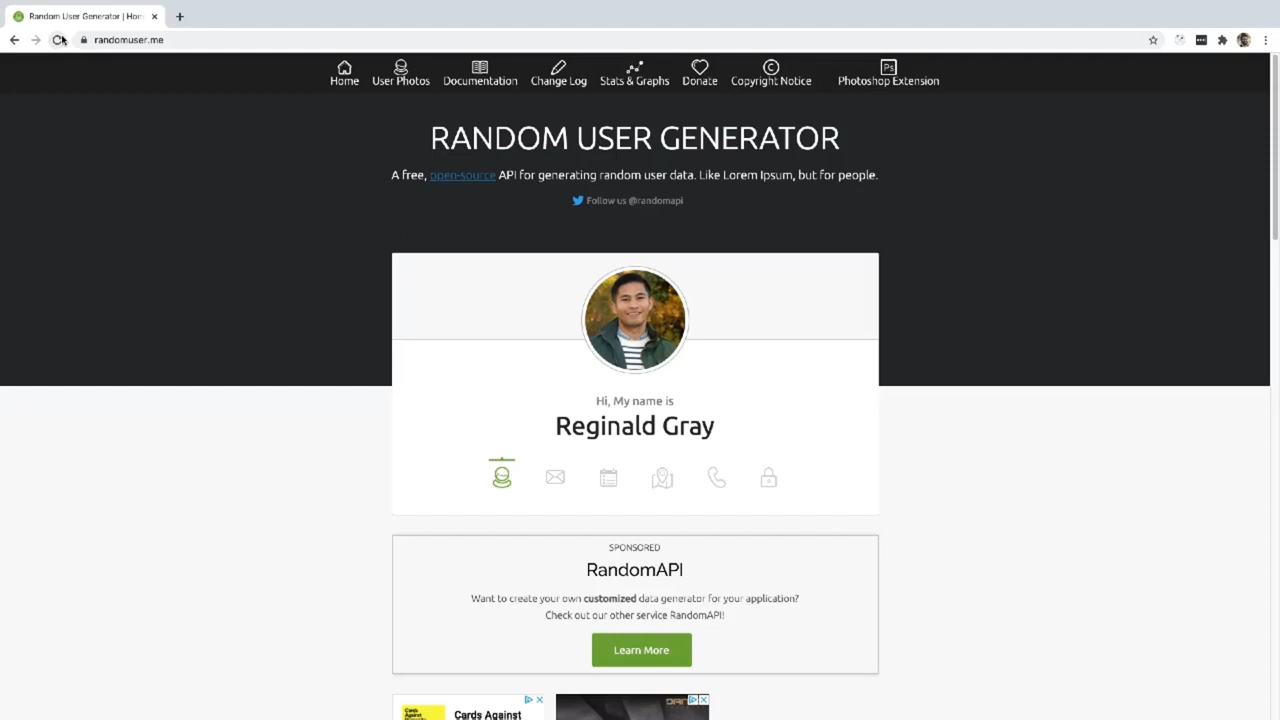 Random User Generator | Hom
randomuser.me
Home
User Photos
Documentation
Change Log
Stats & Graphs
Donate
Copyright Notice
Ps
Photoshop Extension
RANDOM USER GENERATOR
A free, open-source API for generating random user data. Like Lorem Ipsum, but for people.
Follow us @randomapi
Hi, My name is
Reginald Gray
SPONSORED
RandomAPI
Want to create your own customized data generator for your application?
Check out our other service RandomAPI!
Learn More
Cards Against
Cards
Against